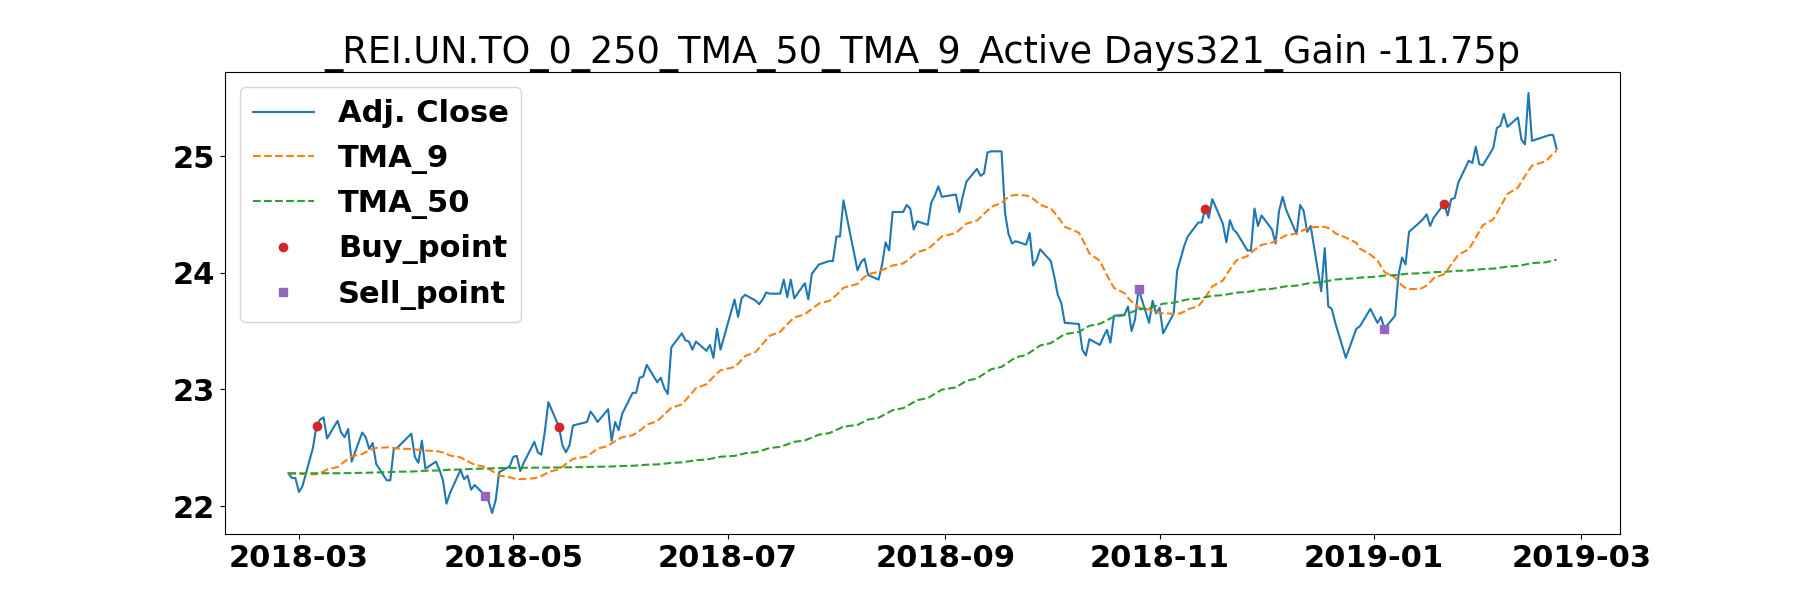 _REI.UN.TO_0_250_TMA_50_TMA_9_Active Days321_Gain -11.75p
Adj. Close
TMA_9
TMA_50
Buy_point
Sell_point
25
24
23
22
2018-03 2018-05 2018-07 2018-09 2018-11 2019-01 2019-03